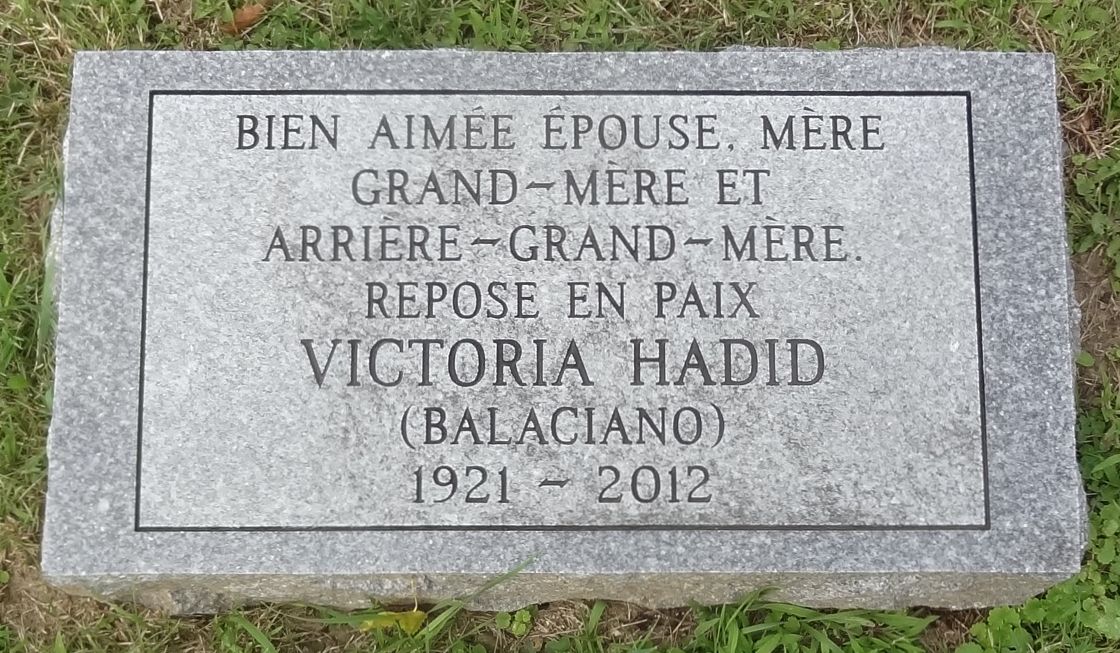 BIEN AIMÉE ÉPOUSE, MÈRE
GRAND-MÈRE ET
ARRIÈRE-GRAND-MÈRE.
REPOSE EN PAIX
VICTORIA HADID
(BALACIANO)
1921 - 2012